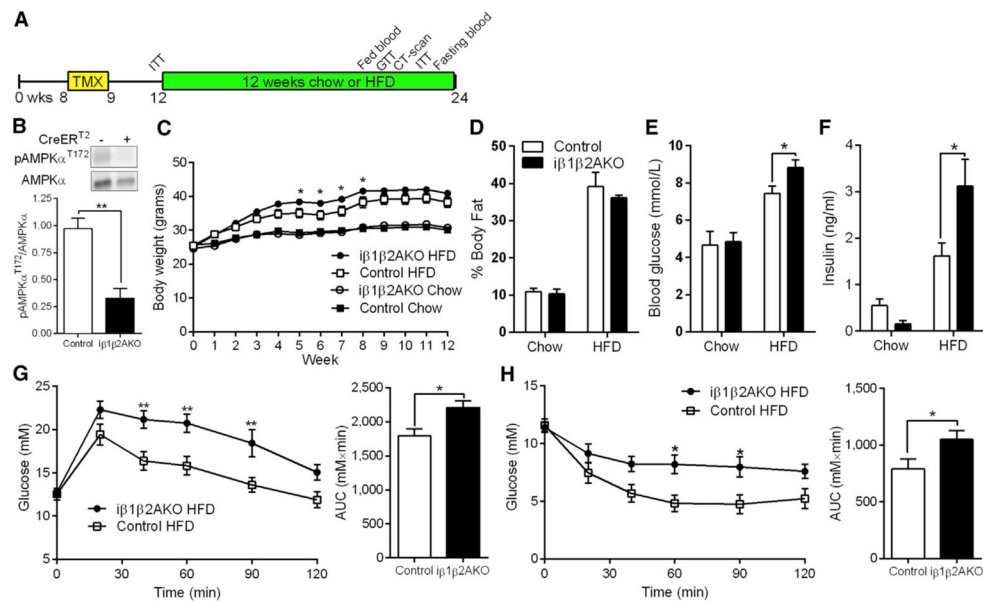 A
ITT
Fed blood
GTT
CT-scan
ITT
Fasting blood
TMX
12 weeks chow or HFD
0 wks 8 9 12 24
B
CreER^T2 - +
pAMPKα^T172
AMPKα
**
pAMPKα^T172/AMPKα
1.00
0.75
0.50
0.25
0.00
Control iβ1β2AKO
C
Body weight (grams)
50
40
30
20
10
0
* * * *
iβ1β2AKO HFD
Control HFD
iβ1β2AKO Chow
Control Chow
0 1 2 3 4 5 6 7 8 9 10 11 12
Week
D
% Body Fat
50
40
30
20
10
0
Control
iβ1β2AKO
Chow HFD
E
Blood glucose (mmol/L)
10
8
6
4
2
0
*
Chow HFD
F
Insulin (ng/ml)
4
3
2
1
0
*
Chow HFD
G
Glucose (mM)
25
20
15
10
5
** ** **
iβ1β2AKO HFD
Control HFD
0 30 60 90 120
Time (min)
AUC (mM×min)
2,500
2,000
1,500
1,000
500
0
*
Control iβ1β2AKO
H
Glucose (mM)
15
10
5
0
iβ1β2AKO HFD
Control HFD
* *
0 30 60 90 120
Time (min)
AUC (mM×min)
1,500
1,000
500
0
*
Control iβ1β2AKO